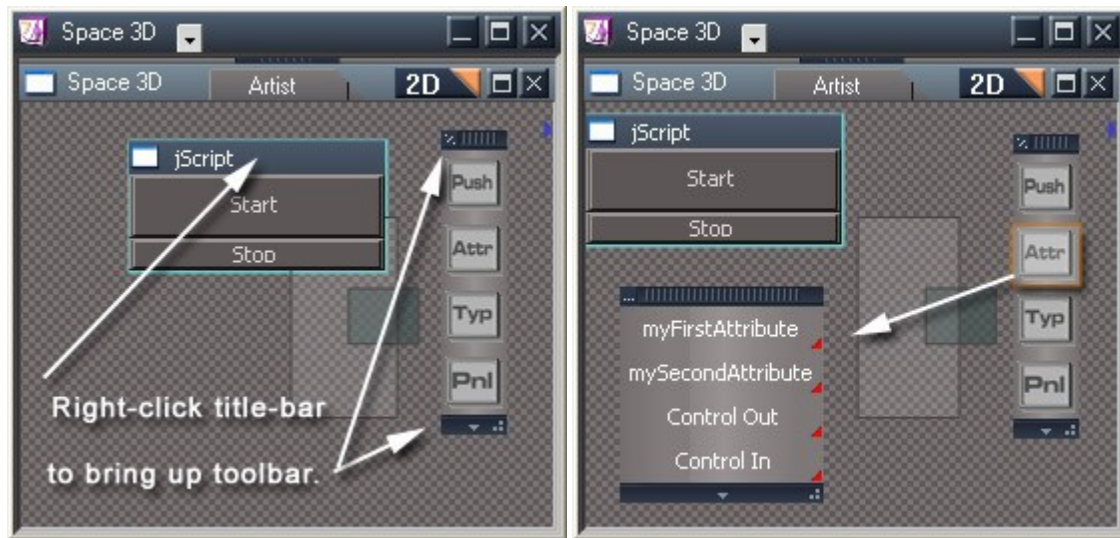 Space 3D
Space 3D
Artist
2D
jScript
Start
Stop
Push
Attr
Typ
Pnl
Right-click title-bar
to bring up toolbar.
Space 3D
Space 3D
Artist
2D
jScript
Start
Stop
Push
Attr
Typ
Pnl
myFirstAttribute
mySecondAttribute
Control Out
Control In